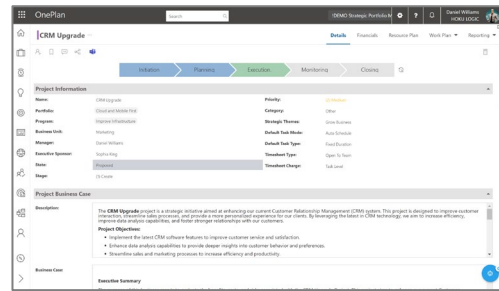 OnePlan
Search
!DEMO Strategic Portfolio M
Daniel Williams
HOKU LOGIC
CRM Upgrade
Details Financials Resource Plan Work Plan Reporting
Initiation Planning Execution Monitoring Closing
Project Information
Name: CRM Upgrade Priority:
Portfolio: Cloud and Mobile First Category: Other
Program: Improve Infrastructure Strategic Themes: Grow Business
Business Unit: Marketing Default Task Mode: Auto Schedule
Manager: Daniel Williams Default Task Type: Fixed Duration
Executive Sponsor: Sophia King Timesheet Type: Open To Team
State: Proposed Timesheet Charge: Task Level
Stage: Create
Project Business Case
Description: The CRM Upgrade project is a strategic initiative aimed at enhancing our current Customer Relationship Management (CRM) system. This project is designed to improve customer
interaction, streamline sales processes, and provide a more personalized experience for our clients. By leveraging the latest in CRM technology, we aim to increase efficiency,
improve data analysis capabilities, and foster stronger relationships with our customers.
Project Objectives:
• Implement the latest CRM software features to improve customer service and satisfaction.
• Enhance data analysis capabilities to provide deeper insights into customer behavior and preferences.
• Streamline sales and marketing processes to increase efficiency and productivity.
Business Case:
Executive Summary